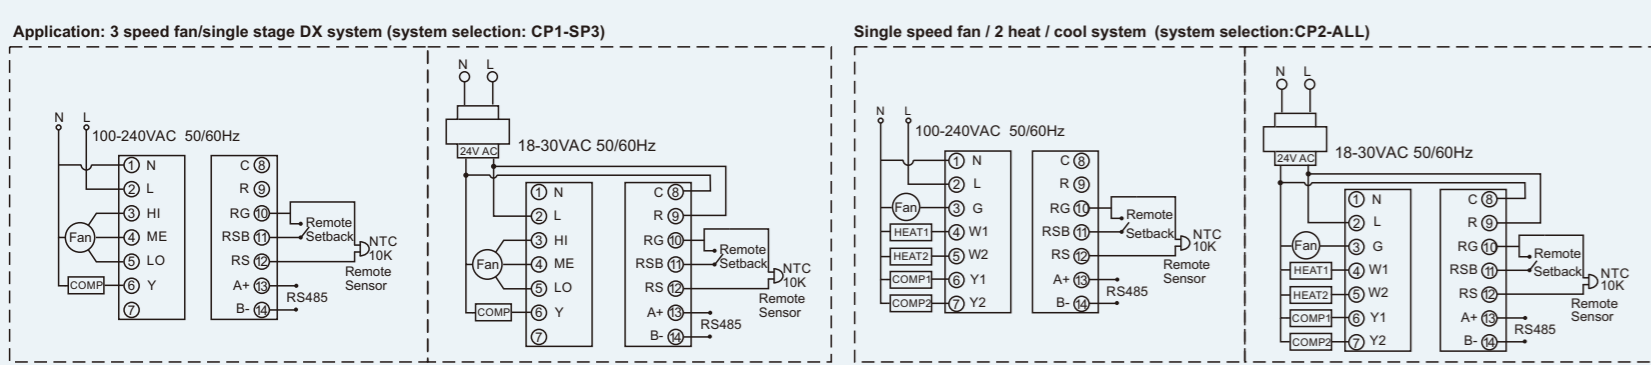 Application: 3 speed fan/single stage DX system (system selection: CP1-SP3)
N L
100-240VAC 50/60Hz
1 N
2 L
3 HI
4 ME
5 LO
6 Y
7
Fan
COMP
C 8
R 9
RG 10
RSB 11
RS 12
A+ 13
B- 14
Remote
Setback
NTC
10K
Remote
Sensor
RS485
N L
24V AC
18-30VAC 50/60Hz
1 N
2 L
3 HI
4 ME
5 LO
6 Y
7
Fan
COMP
C 8
R 9
RG 10
RSB 11
RS 12
A+ 13
B- 14
Remote
Setback
NTC
10K
Remote
Sensor
RS485
Single speed fan / 2 heat / cool system (system selection:CP2-ALL)
N L
100-240VAC 50/60Hz
1 N
2 L
Fan 3 G
HEAT1 4 W1
HEAT2 5 W2
COMP1 6 Y1
COMP2 7 Y2
C 8
R 9
RG 10
RSB 11
RS 12
A+ 13
B- 14
Remote
Setback
NTC
10K
Remote
Sensor
RS485
N L
24V AC
18-30VAC 50/60Hz
1 N
2 L
Fan 3 G
HEAT1 4 W1
HEAT2 5 W2
COMP1 6 Y1
COMP2 7 Y2
C 8
R 9
RG 10
RSB 11
RS 12
A+ 13
B- 14
Remote
Setback
NTC
10K
Remote
Sensor
RS485